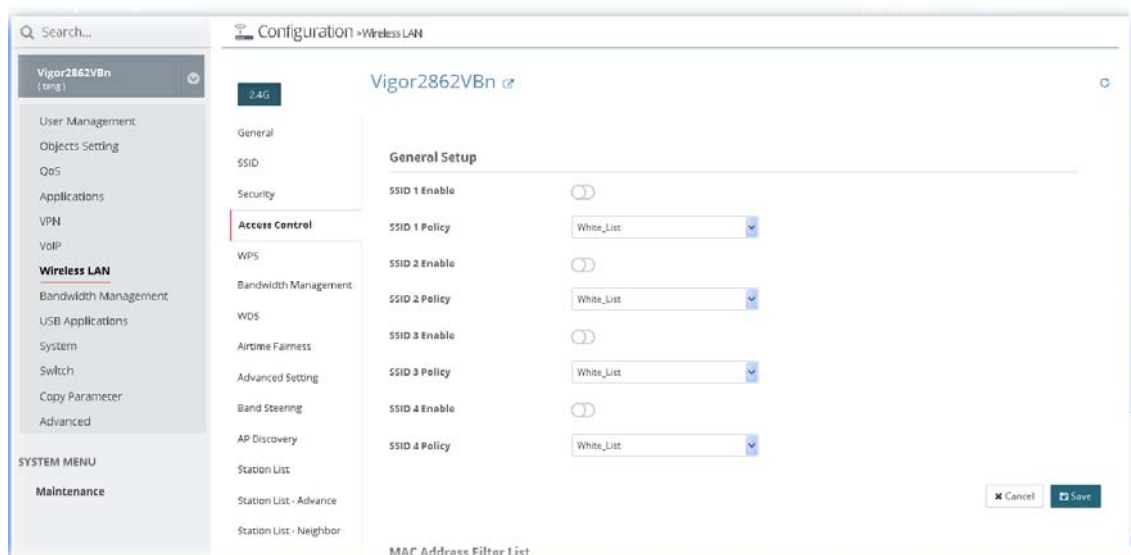 Search...
Configuration >Wireless LAN
Vigor2862VBn
( tang )
User Management
Objects Setting
QoS
Applications
VPN
VoIP
Wireless LAN
Bandwidth Management
USB Applications
System
Switch
Copy Parameter
Advanced
SYSTEM MENU
Maintenance
2.4G
General
SSID
Security
Access Control
WPS
Bandwidth Management
WDS
Airtime Fairness
Advanced Setting
Band Steering
AP Discovery
Station List
Station List - Advance
Station List - Neighbor
Vigor2862VBn
General Setup
SSID 1 Enable
SSID 1 Policy White_List
SSID 2 Enable
SSID 2 Policy White_List
SSID 3 Enable
SSID 3 Policy White_List
SSID 4 Enable
SSID 4 Policy White_List
Cancel Save
MAC Address Filter List